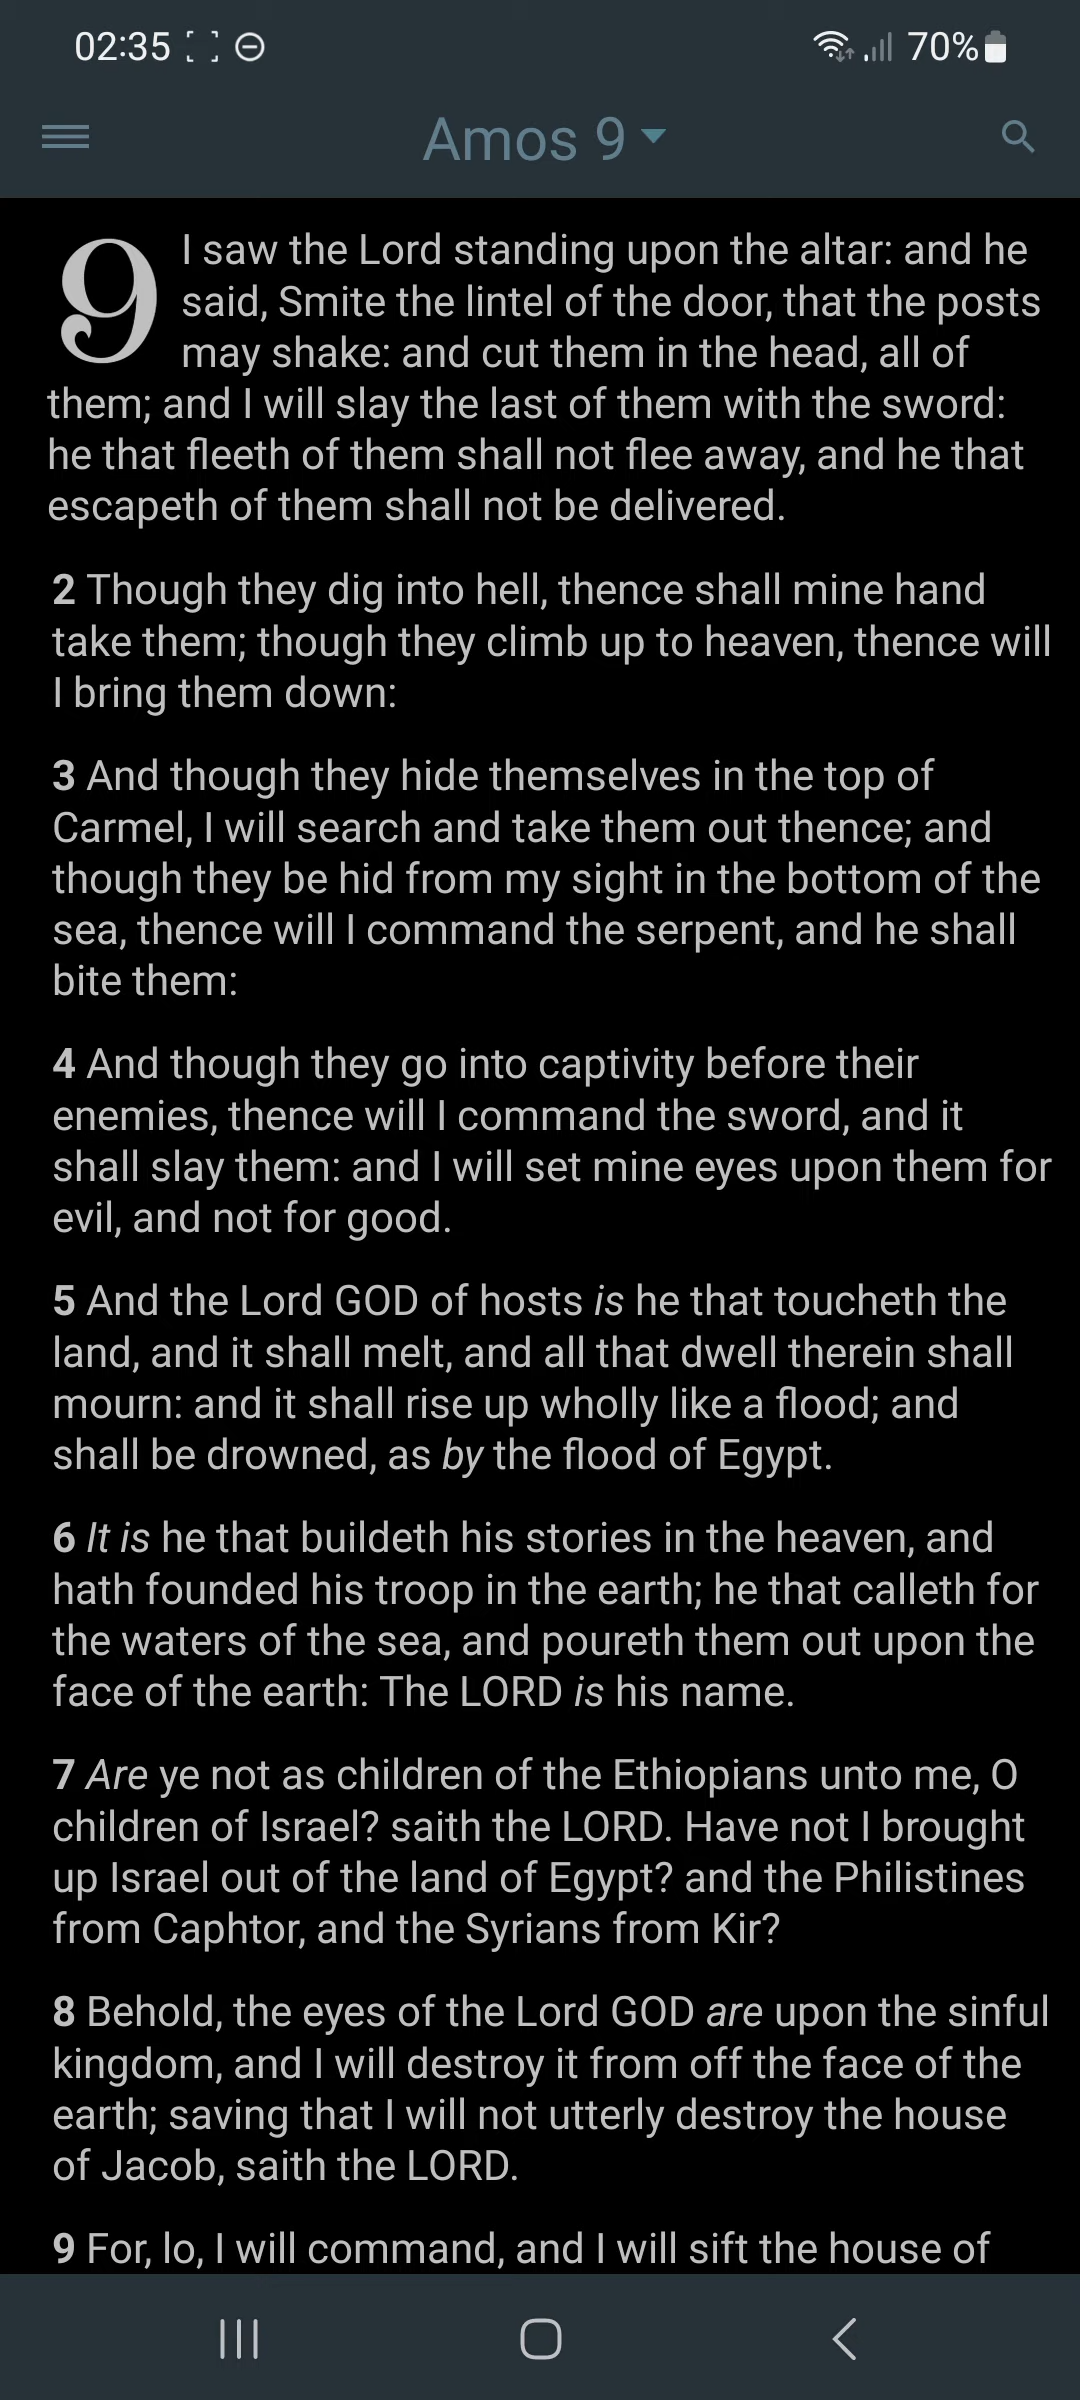 02:35 70%
Amos 9
9 I saw the Lord standing upon the altar: and he
said, Smite the lintel of the door, that the posts
may shake: and cut them in the head, all of
them; and I will slay the last of them with the sword:
he that fleeth of them shall not flee away, and he that
escapeth of them shall not be delivered.
2 Though they dig into hell, thence shall mine hand
take them; though they climb up to heaven, thence will
I bring them down:
3 And though they hide themselves in the top of
Carmel, I will search and take them out thence; and
though they be hid from my sight in the bottom of the
sea, thence will I command the serpent, and he shall
bite them:
4 And though they go into captivity before their
enemies, thence will I command the sword, and it
shall slay them: and I will set mine eyes upon them for
evil, and not for good.
5 And the Lord GOD of hosts is he that toucheth the
land, and it shall melt, and all that dwell therein shall
mourn: and it shall rise up wholly like a flood; and
shall be drowned, as by the flood of Egypt.
6 It is he that buildeth his stories in the heaven, and
hath founded his troop in the earth; he that calleth for
the waters of the sea, and poureth them out upon the
face of the earth: The LORD is his name.
7 Are ye not as children of the Ethiopians unto me, O
children of Israel? saith the LORD. Have not I brought
up Israel out of the land of Egypt? and the Philistines
from Caphtor, and the Syrians from Kir?
8 Behold, the eyes of the Lord GOD are upon the sinful
kingdom, and I will destroy it from off the face of the
earth; saving that I will not utterly destroy the house
of Jacob, saith the LORD.
9 For, lo, I will command, and I will sift the house of